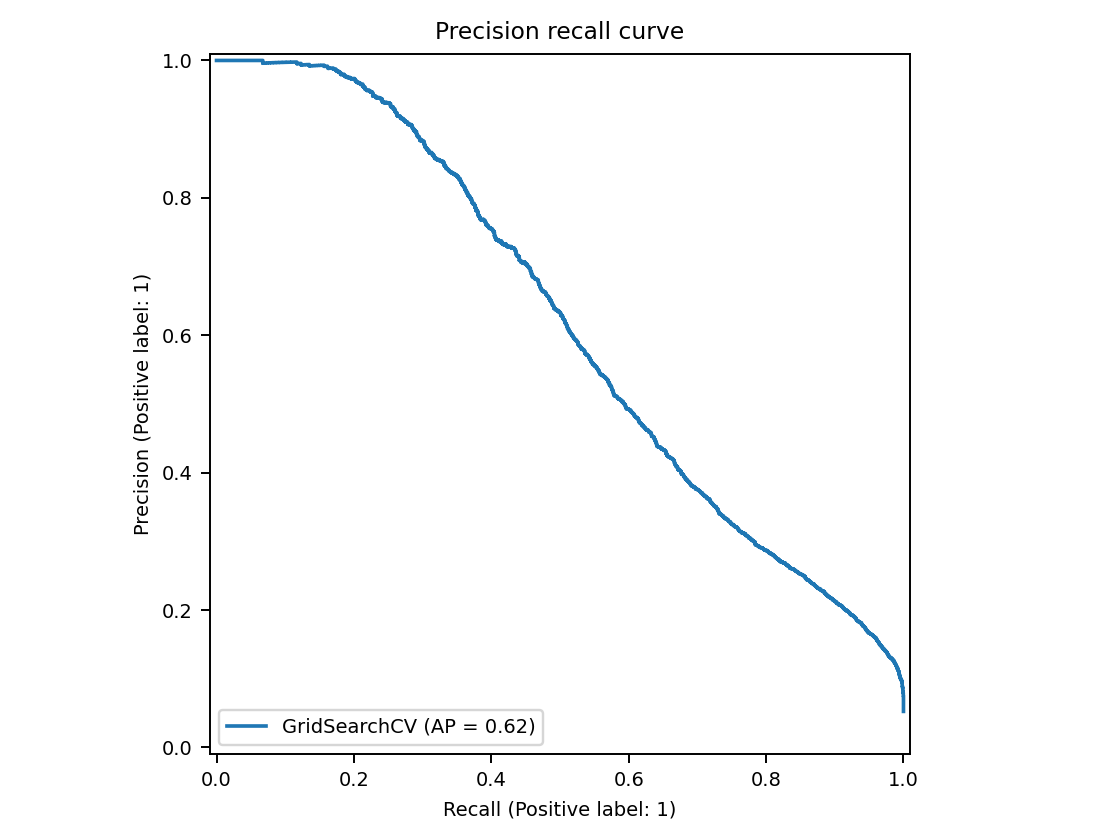 Precision recall curve
1.0
0.8
0.6
0.4
0.2
0.0
Precision (Positive label: 1)
GridSearchCV (AP = 0.62)
0.0 0.2 0.4 0.6 0.8 1.0
Recall (Positive label: 1)